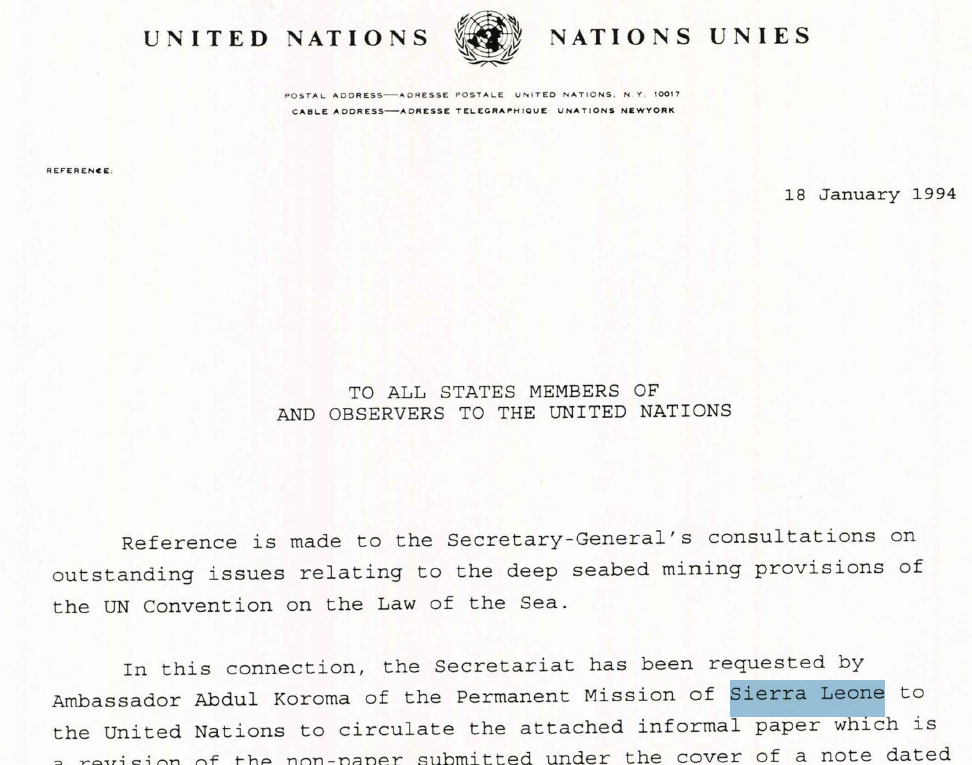 UNITED NATIONS NATIONS UNIES
POSTAL ADDRESS—ADRESSE POSTALE UNITED NATIONS, N.Y. 10017
CABLE ADDRESS—ADRESSE TELEGRAPHIQUE UNATIONS NEWYORK
REFERENCE:
18 January 1994
TO ALL STATES MEMBERS OF
AND OBSERVERS TO THE UNITED NATIONS
Reference is made to the Secretary-General's consultations on
outstanding issues relating to the deep seabed mining provisions of
the UN Convention on the Law of the Sea.
In this connection, the Secretariat has been requested by
Ambassador Abdul Koroma of the Permanent Mission of Sierra Leone to
the United Nations to circulate the attached informal paper which is
a revision of the non-paper submitted under the cover of a note dated